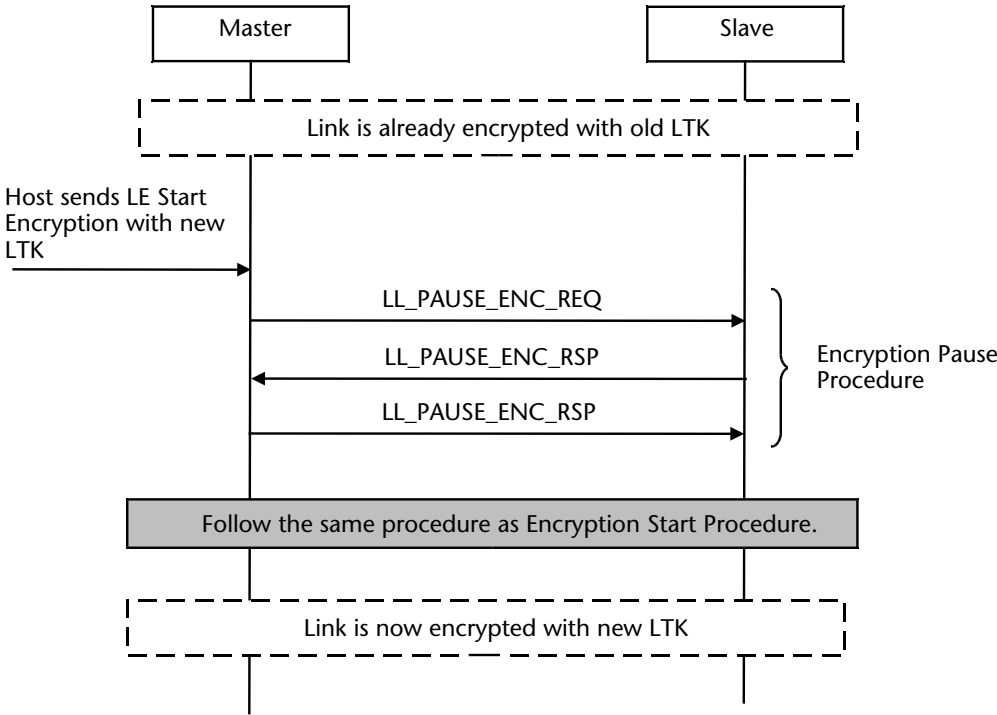 Master
Slave
Link is already encrypted with old LTK
Host sends LE Start
Encryption with new
LTK
LL_PAUSE_ENC_REQ
LL_PAUSE_ENC_RSP
Encryption Pause
Procedure
LL_PAUSE_ENC_RSP
Follow the same procedure as Encryption Start Procedure.
Link is now encrypted with new LTK